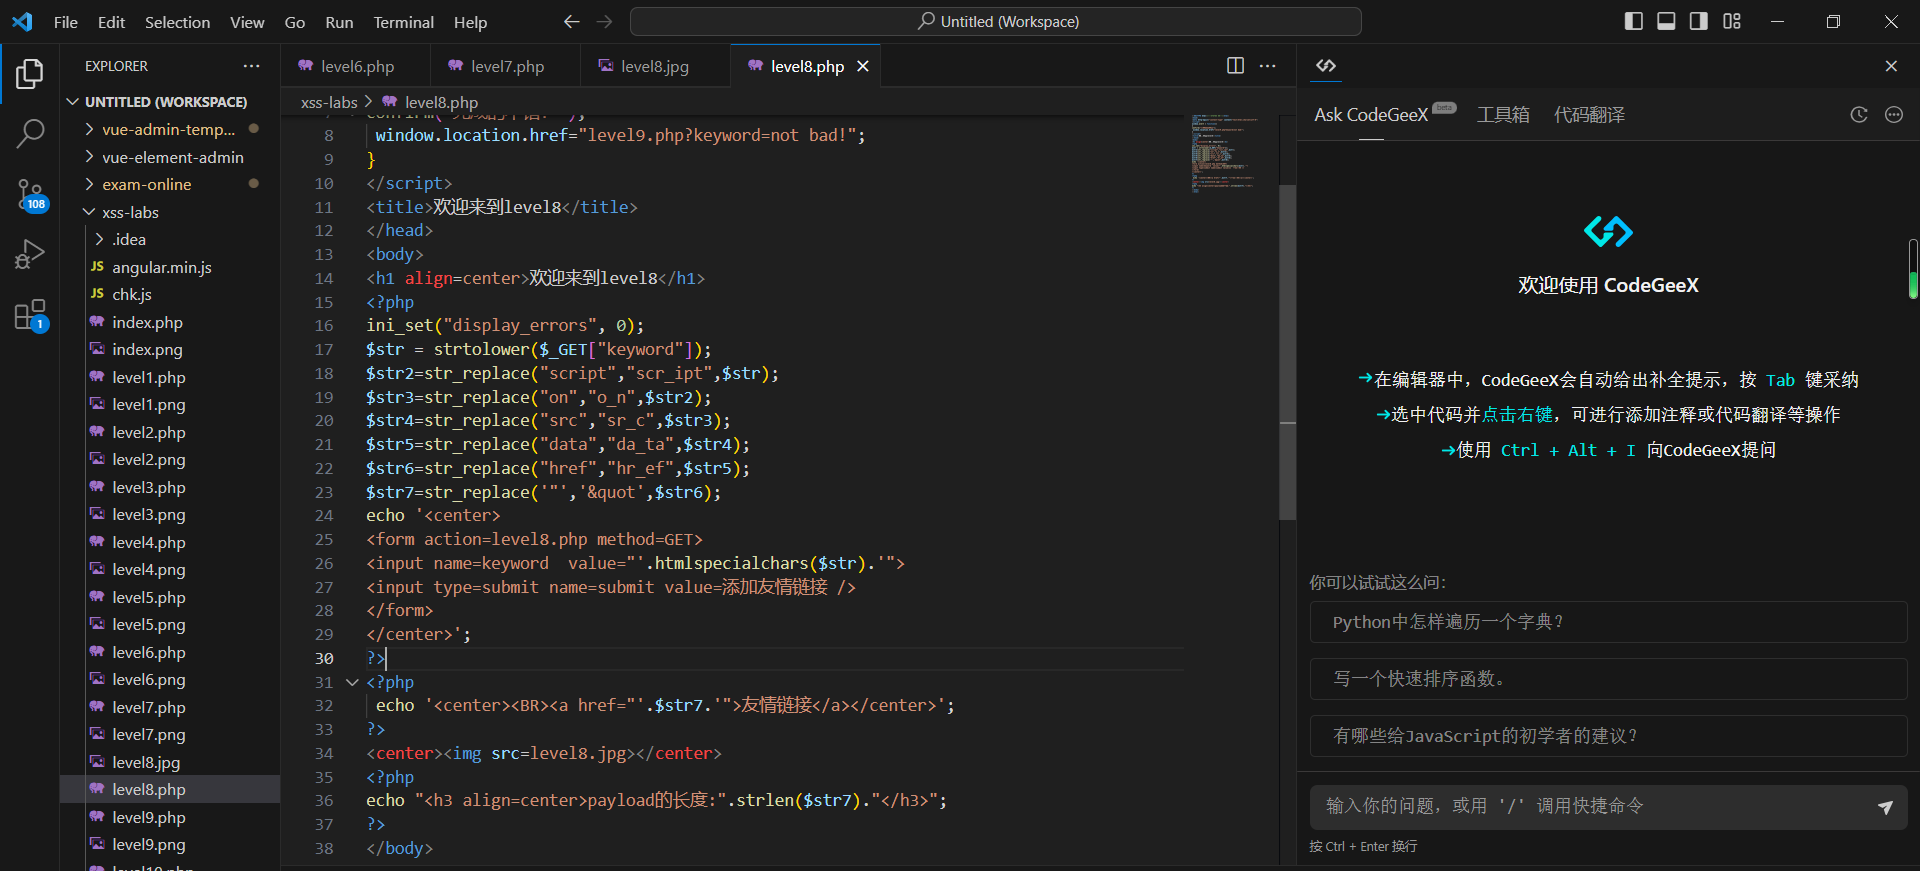 File Edit Selection View Go Run Terminal Help
Untitled (Workspace)
EXPLORER
UNTITLED (WORKSPACE)
vue-admin-temp...
vue-element-admin
exam-online
xss-labs
.idea
JS angular.min.js
JS chk.js
index.php
index.png
level1.php
level1.png
level2.php
level2.png
level3.php
level3.png
level4.php
level4.png
level5.php
level5.png
level6.php
level6.png
level7.php
level7.png
level8.jpg
level8.php
level9.php
level9.png
level10.php
108
1
level6.php level7.php level8.jpg level8.php
xss-labs > level8.php
8 window.location.href="level9.php?keyword=not bad!";
9 }
10 </script>
11 <title>欢迎来到level8</title>
12 </head>
13 <body>
14 <h1 align=center>欢迎来到level8</h1>
15 <?php
16 ini_set("display_errors", 0);
17 $str = strtolower($_GET["keyword"]);
18 $str2=str_replace("script","scr_ipt",$str);
19 $str3=str_replace("on","o_n",$str2);
20 $str4=str_replace("src","sr_c",$str3);
21 $str5=str_replace("data","da_ta",$str4);
22 $str6=str_replace("href","hr_ef",$str5);
23 $str7=str_replace('"','&quot',$str6);
24 echo '<center>
25 <form action=level8.php method=GET>
26 <input name=keyword  value="'.htmlspecialchars($str).'">
27 <input type=submit name=submit value=添加友情链接 />
28 </form>
29 </center>';
30 ?>
31 <?php
32 echo '<center><BR><a href="'.$str7.'">友情链接</a></center>';
33 ?>
34 <center><img src=level8.jpg></center>
35 <?php
36 echo "<h3 align=center>payload的长度:".strlen($str7)."</h3>";
37 ?>
38 </body>
Ask CodeGeeX beta 工具箱 代码翻译
欢迎使用 CodeGeeX
➔在编辑器中，CodeGeeX会自动给出补全提示，按 Tab 键采纳
➔选中代码并点击右键，可进行添加注释或代码翻译等操作
➔使用 Ctrl + Alt + I 向CodeGeeX提问
你可以试试这么问：
Python中怎样遍历一个字典？
写一个快速排序函数。
有哪些给JavaScript的初学者的建议？
输入你的问题，或用 '/' 调用快捷命令
按 Ctrl + Enter 换行